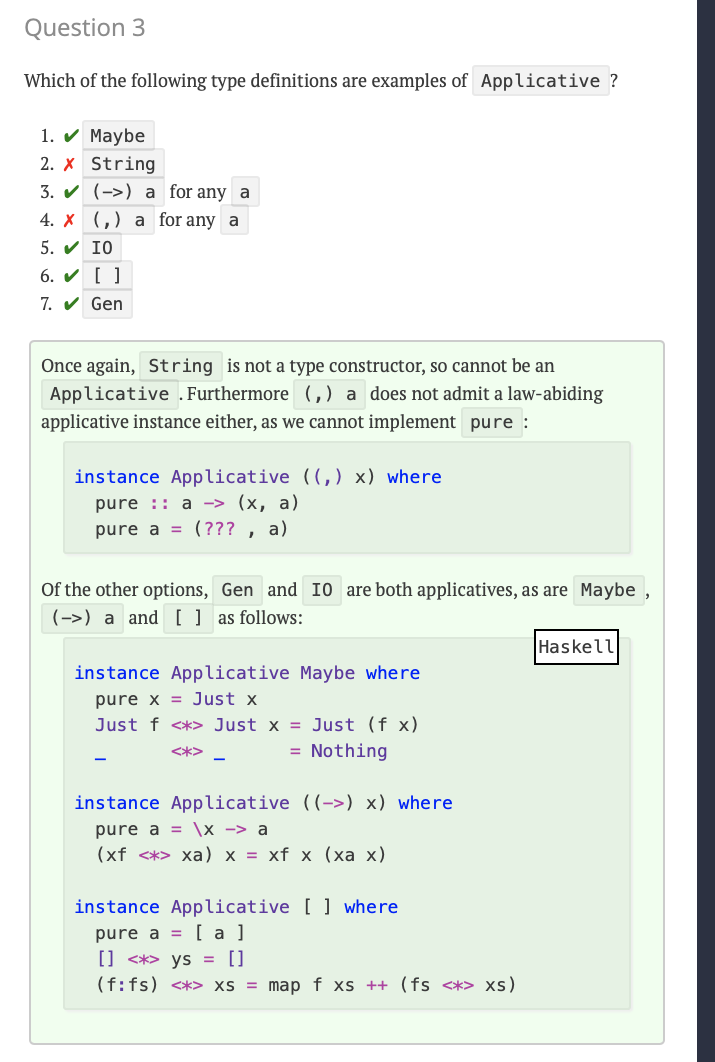 Question 3
Which of the following type definitions are examples of Applicative ?
1. ✔ Maybe
2. ✗ String
3. ✔ (->) a for any a
4. ✗ (,) a for any a
5. ✔ IO
6. ✔ [ ]
7. ✔ Gen
Once again, String is not a type constructor, so cannot be an
Applicative . Furthermore (,) a does not admit a law-abiding
applicative instance either, as we cannot implement pure :
instance Applicative ((,) x) where
  pure :: a -> (x, a)
  pure a = (??? , a)
Of the other options, Gen and IO are both applicatives, as are Maybe ,
(->) a and [ ] as follows:
Haskell
instance Applicative Maybe where
  pure x = Just x
  Just f <*> Just x = Just (f x)
  _      <*> _      = Nothing
instance Applicative ((->) x) where
  pure a = \x -> a
  (xf <*> xa) x = xf x (xa x)
instance Applicative [ ] where
  pure a = [ a ]
  [] <*> ys = []
  (f:fs) <*> xs = map f xs ++ (fs <*> xs)